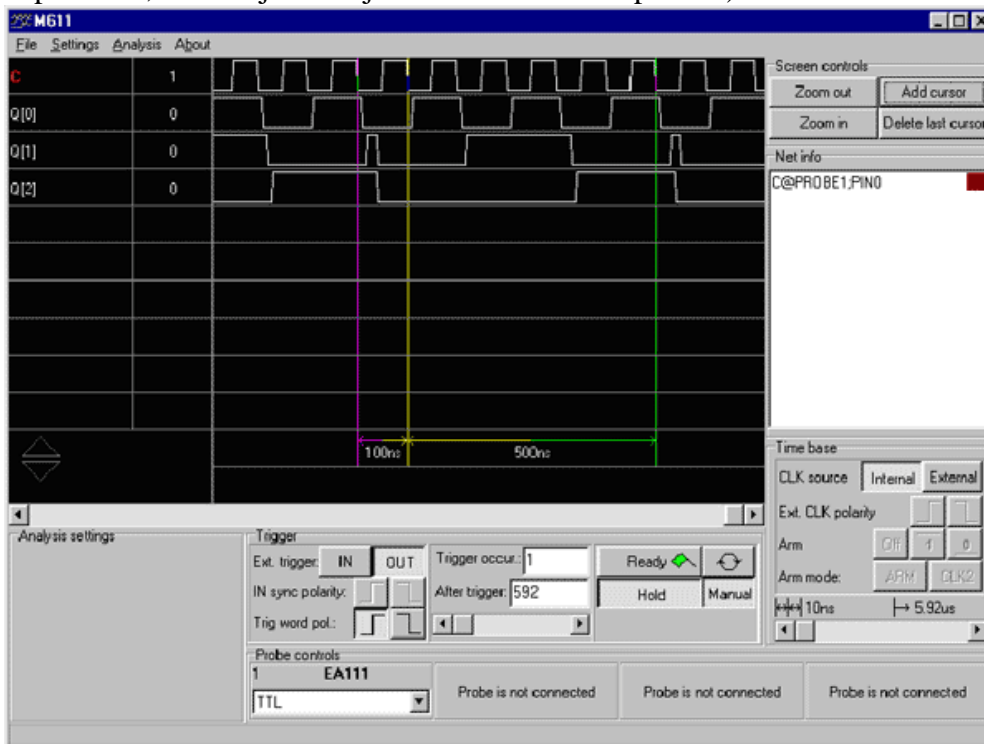 M611
File Settings Analysis About
C 1
Q[0] 0
Q[1] 0
Q[2] 0
100ns 500ns
Screen controls
Zoom out Add cursor
Zoom in Delete last cursor
Net info
C@PROBE1;PIN0
Time base
CLK source Internal External
Ext. CLK polarity
Arm Off 1 0
Arm mode: ARM CLK2
10ns 5.92us
Analysis settings
Trigger
Ext. trigger: IN OUT
IN sync polarity:
Trig word pol.:
Trigger occur.: 1
After trigger: 592
Ready
Hold Manual
Probe controls
1 EA111
TTL
Probe is not connected Probe is not connected Probe is not connected